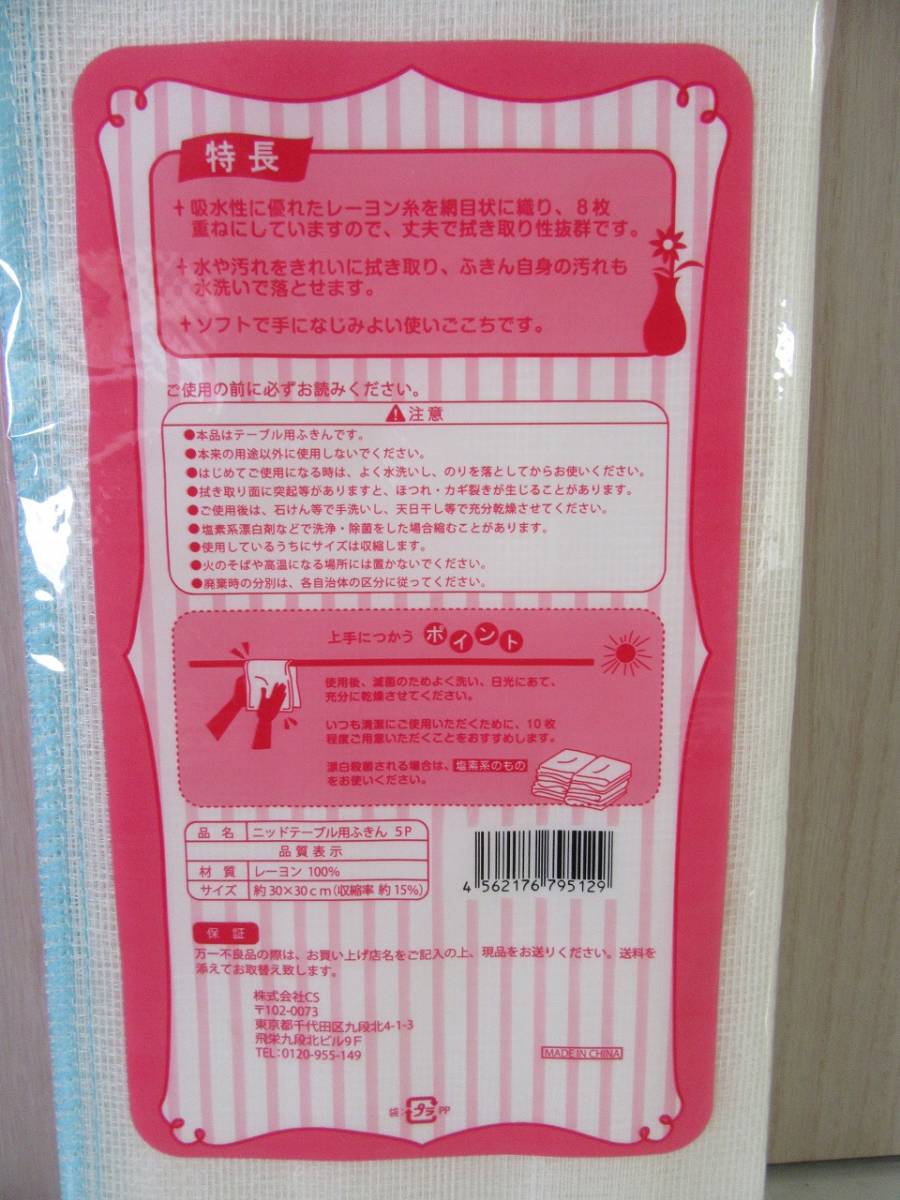 特長
吸水性に優れたレーヨン糸を網目状に織り、8枚
重ねにしていますので、丈夫で拭き取り性抜群です。
水や汚れをきれいに拭き取り、ふきん自身の汚れも
水洗いで落とせます。
ソフトで手になじみよい使いごこちです。
ご使用の前に必ずお読みください。
注意
●本品はテーブル用ふきんです。
●本来の用途以外に使用しないでください。
●はじめてご使用になる時は、よく水洗いし、のりを落としてからお使いください。
●拭き取り面に突起等がありますと、ほつれ・カギ裂きが生じることがあります。
●ご使用後は、石けん等で手洗いし、天日干し等で充分乾燥させてください。
●塩素系漂白剤などで洗浄・除菌をした場合縮むことがあります。
●使用しているうちにサイズは収縮します。
●火のそばや高温になる場所には置かないでください。
●廃棄時の分別は、各自治体の区分に従ってください。
上手につかう ポイント
使用後、滅菌のためよく洗い、日光にあて、
充分に乾燥させてください。
いつも清潔にご使用いただくために、10枚
程度ご用意いただくことをおすすめします。
漂白殺菌される場合は、塩素系のもの
をお使いください。
品名 ニッドテーブル用ふきん 5P
品質表示
材質 レーヨン 100%
サイズ 約30×30cm(収縮率 約15%)
4 562176 795129
保証
万一不良品の際は、お買い上げ店名をご記入の上、現品をお送りください。送料を
添えてお取替え致します。
株式会社CS
〒102-0073
東京都千代田区九段北4-1-3
飛栄九段北ビル9F
TEL:0120-955-149
MADE IN CHINA
袋: プラ PP